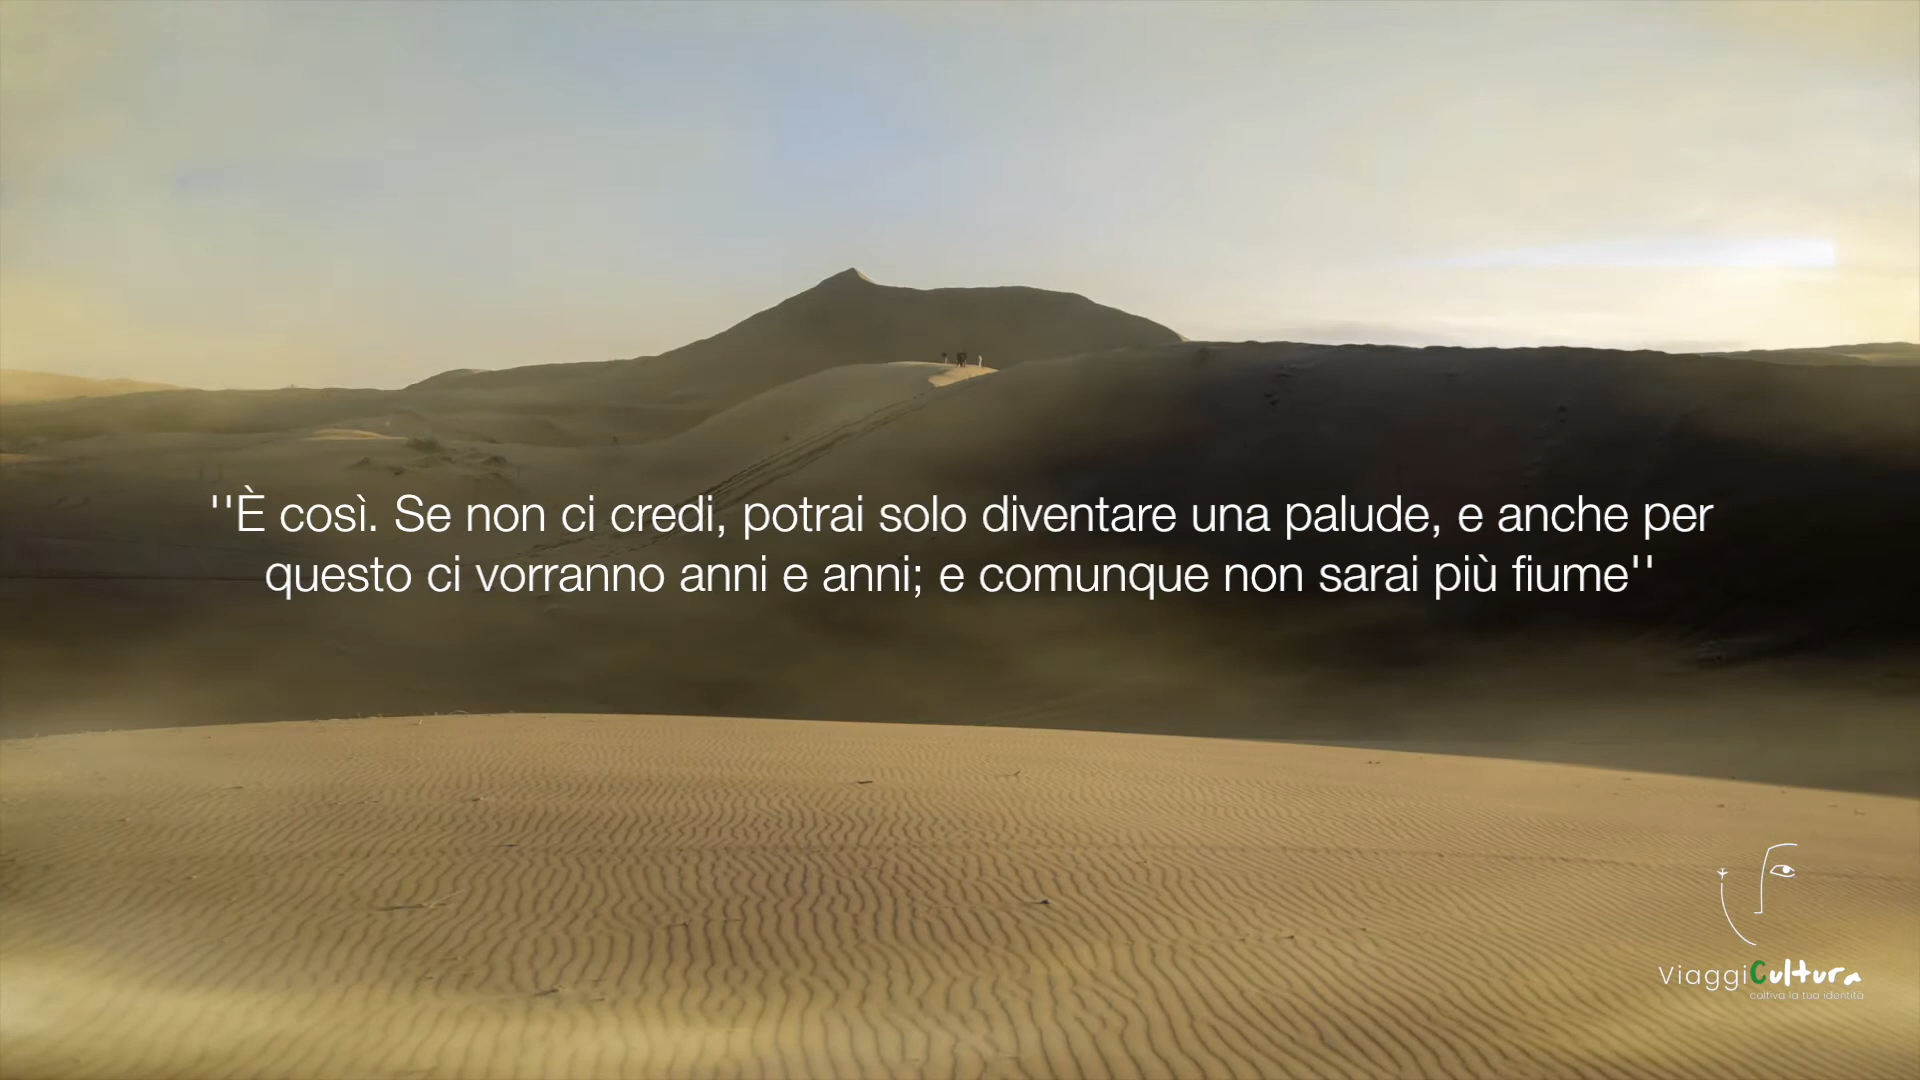 ''È così. Se non ci credi, potrai solo diventare una palude, e anche per
questo ci vorranno anni e anni; e comunque non sarai più fiume''
ViaggiCultura
coltiva la tua identità